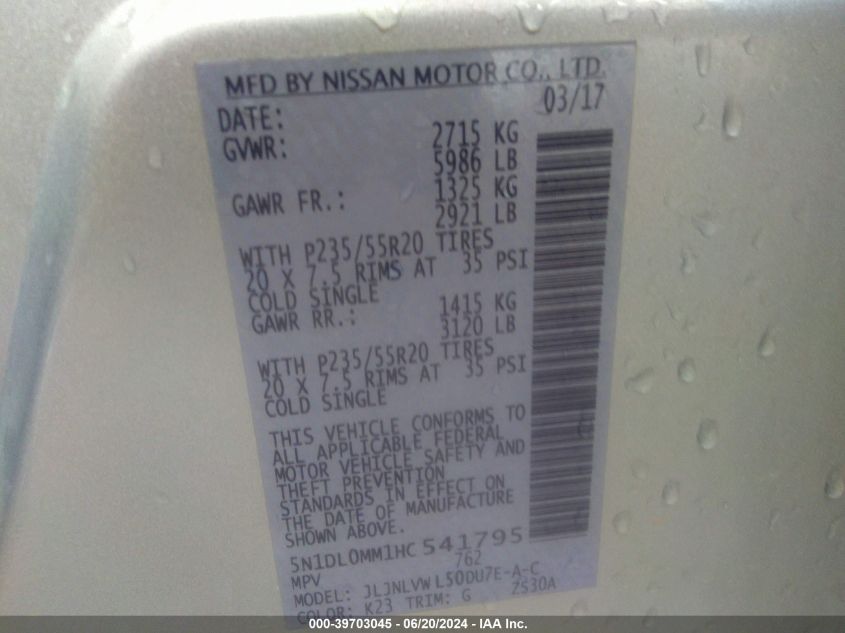 MFD BY NISSAN MOTOR CO., LTD.
DATE: 03/17
GVWR: 2715 KG
5986 LB
GAWR FR.: 1325 KG
2921 LB
WITH P235/55R20 TIRES
20 X 7.5 RIMS AT 35 PSI
COLD SINGLE
GAWR RR.: 1415 KG
3120 LB
WITH P235/55R20 TIRES
20 X 7.5 RIMS AT 35 PSI
COLD SINGLE
THIS VEHICLE CONFORMS TO
ALL APPLICABLE FEDERAL
MOTOR VEHICLE SAFETY AND
THEFT PREVENTION
STANDARDS IN EFFECT ON
THE DATE OF MANUFACTURE
SHOWN ABOVE.
5N1DL0MM1HC541795
MPV 762
MODEL: JLJNLVWL50DU7E-A-C
COLOR: K23 TRIM: G ZS30A
000-39703045 - 06/20/2024 - IAA Inc.